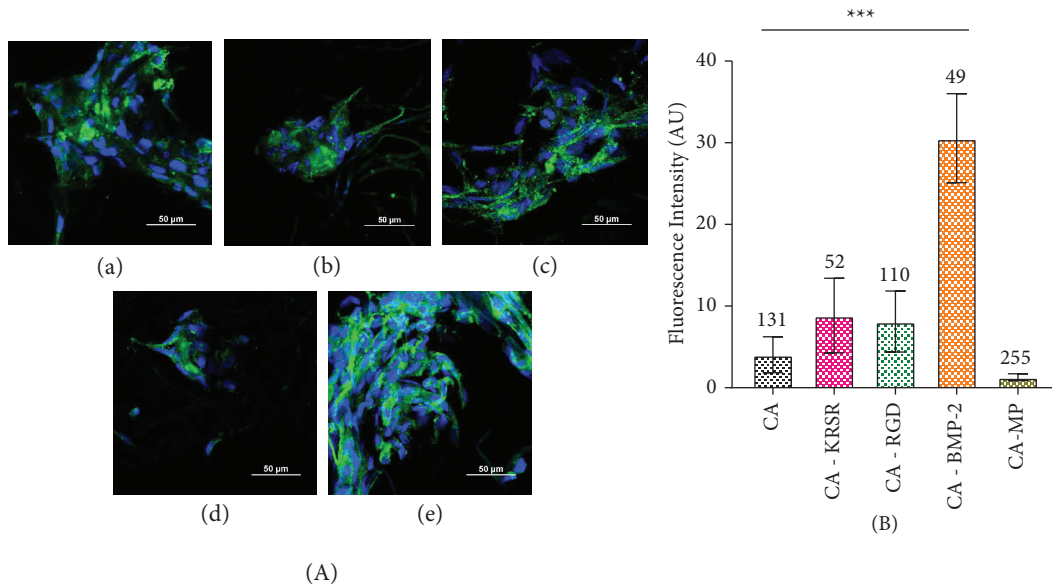 50 µm
50 µm
50 µm
(a)
(b)
(c)
50 µm
50 µm
(d)
(e)
(A)
***
Fluorescence Intensity (AU)
40
30
20
10
0
131
52
110
49
255
CA
CA - KRSR
CA - RGD
CA - BMP-2
CA-MP
(B)